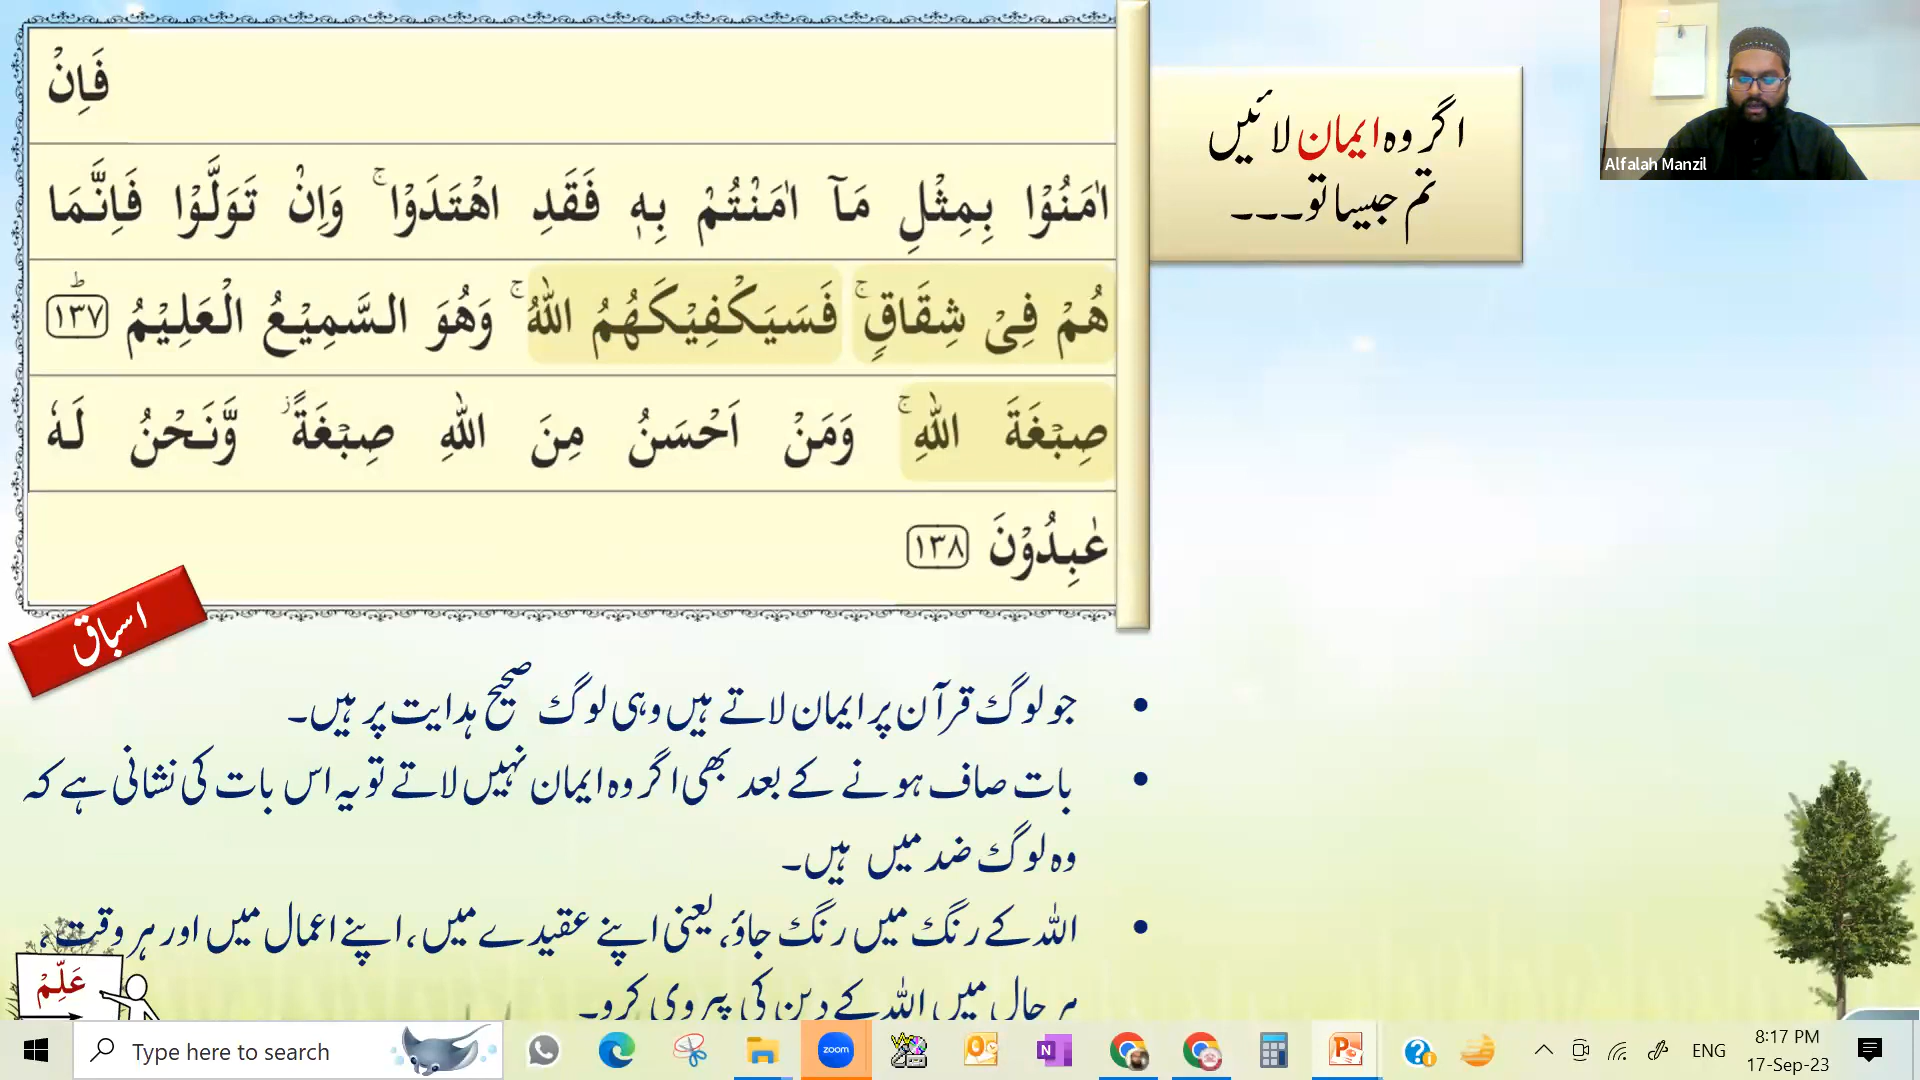 فَاِنْ
اٰمَنُوْا بِمِثْلِ مَآ اٰمَنْتُمْ بِهٖ فَقَدِ اهْتَدَوْا ۚ وَاِنْ تَوَلَّوْا فَاِنَّمَا
هُمْ فِىْ شِقَاقٍ ۚ فَسَيَكْفِيْكَهُمُ اللّٰهُ ۚ وَهُوَ السَّمِيْعُ الْعَلِيْمُ ؕ ١٣٧
صِبْغَةَ اللّٰهِ ۚ وَمَنْ اَحْسَنُ مِنَ اللّٰهِ صِبْغَةً ؗ وَّنَحْنُ لَهٗ
عٰبِدُوْنَ ١٣٨
اگر وہ ایمان لائیں
تم جیسا تو۔۔۔
Alfalah Manzil
اسباق
• جو لوگ قرآن پر ایمان لاتے ہیں وہی لوگ صحیح ہدایت پر ہیں۔
• بات صاف ہونے کے بعد بھی اگر وہ ایمان نہیں لاتے تو یہ اس بات کی نشانی ہے کہ
وہ لوگ ضد میں ہیں۔
• اللہ کے رنگ میں رنگ جاؤ، یعنی اپنے عقیدے میں، اپنے اعمال میں اور ہر وقت،
ہر حال میں اللہ کے دین کی پیروی کرو۔
عَلِّمْ
Type here to search
zoom
ENG
8:17 PM
17-Sep-23